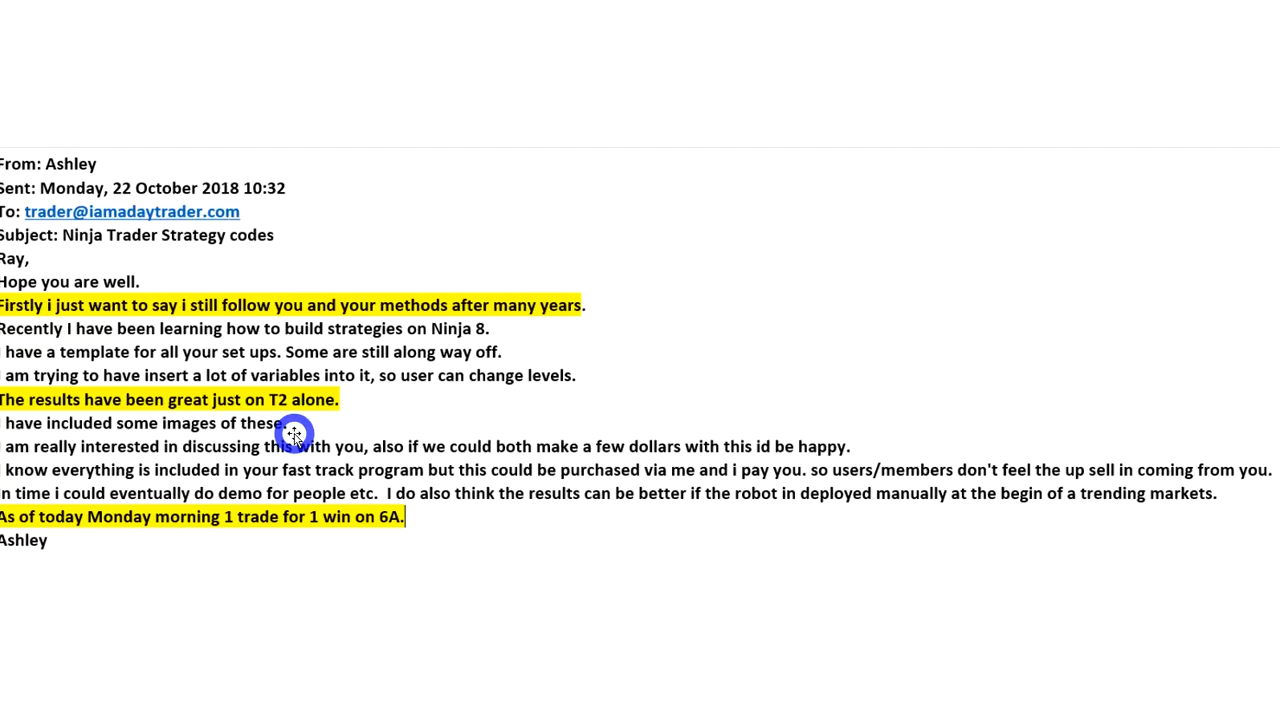 From: Ashley
Sent: Monday, 22 October 2018 10:32
To: trader@iamadaytrader.com
Subject: Ninja Trader Strategy codes
Ray,
Hope you are well.
Firstly i just want to say i still follow you and your methods after many years.
Recently I have been learning how to build strategies on Ninja 8.
I have a template for all your set ups. Some are still along way off.
I am trying to have insert a lot of variables into it, so user can change levels.
The results have been great just on T2 alone.
I have included some images of these.
I am really interested in discussing this with you, also if we could both make a few dollars with this id be happy.
I know everything is included in your fast track program but this could be purchased via me and i pay you. so users/members don't feel the up sell in coming from you.
In time i could eventually do demo for people etc.  I do also think the results can be better if the robot in deployed manually at the begin of a trending markets.
As of today Monday morning 1 trade for 1 win on 6A.
Ashley